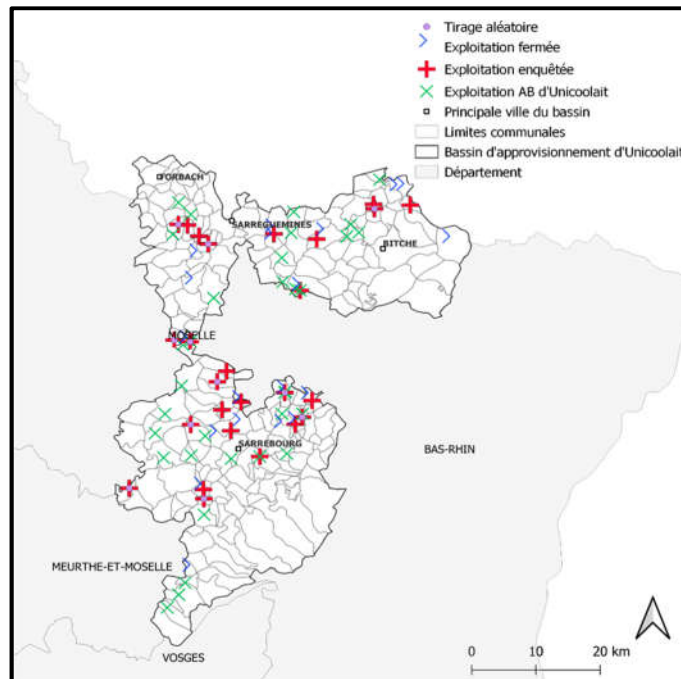 Tirage aléatoire
Exploitation fermée
Exploitation enquêtée
Exploitation AB d'Unicoolait
Principale ville du bassin
Limites communales
Bassin d'approvisionnement d'Unicoolait
Département
FORBACH
SARREGUEMINES
BITCHE
MOSELLE
SARREBOURG
BAS-RHIN
MEURTHE-ET-MOSELLE
VOSGES
0 10 20 km